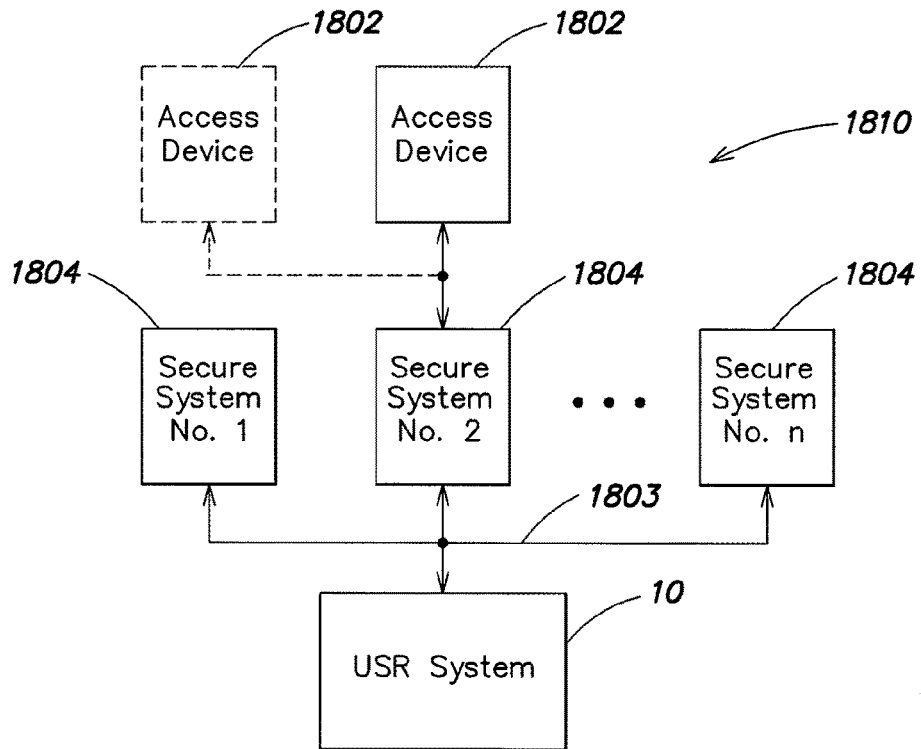 1802
1802
Access
Device
Access
Device
1810
1804
1804
1804
Secure
System
No. 1
Secure
System
No. 2
• • •
Secure
System
No. n
1803
10
USR System